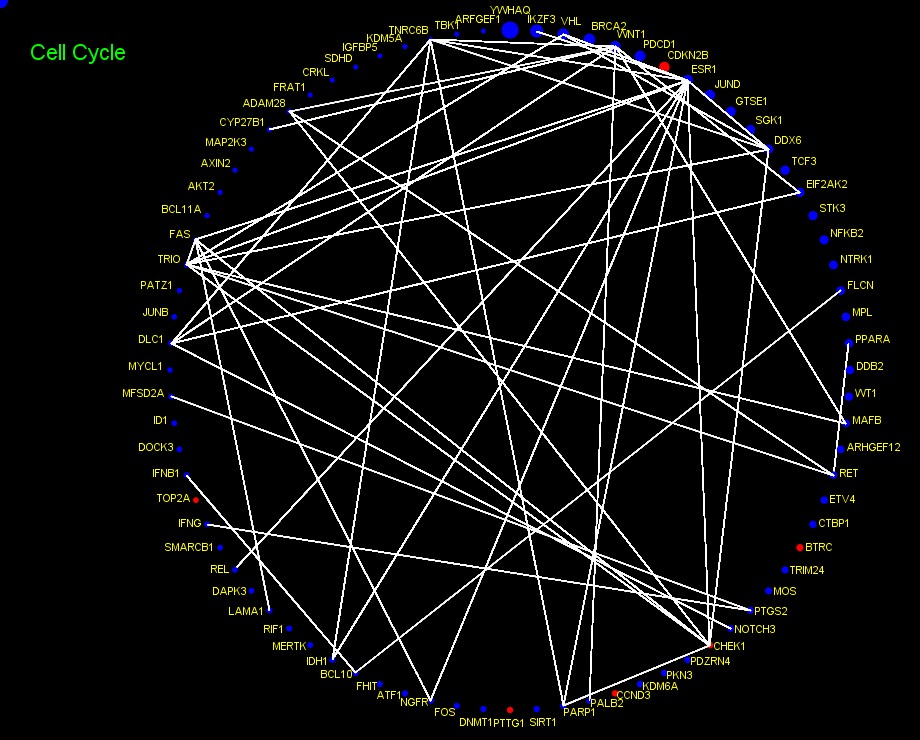 Cell Cycle
YWHAQ
IKZF3
VHL
BRCA2
WNT1
PDCD1
CDKN2B
ESR1
JUND
GTSE1
SGK1
DDX6
TCF3
EIF2AK2
STK3
NFKB2
NTRK1
FLCN
MPL
PPARA
DDB2
WT1
MAFB
ARHGEF12
RET
ETV4
CTBP1
BTRC
TRIM24
MOS
PTGS2
NOTCH3
CHEK1
PDZRN4
PKN3
KDM6A
CCND3
PALB2
PARP1
SIRT1
PTTG1
DNMT1
FOS
NGFR
ATF1
FHIT
BCL10
IDH1
MERTK
RIF1
LAMA1
DAPK3
REL
SMARCB1
IFNG
TOP2A
IFNB1
DOCK3
ID1
MFSD2A
MYCL1
DLC1
JUNB
PATZ1
TRIO
FAS
BCL11A
AKT2
AXIN2
MAP2K3
CYP27B1
ADAM28
FRAT1
CRKL
SDHD
IGFBP5
KDM5A
TNRC6B
TBK1
ARFGEF1